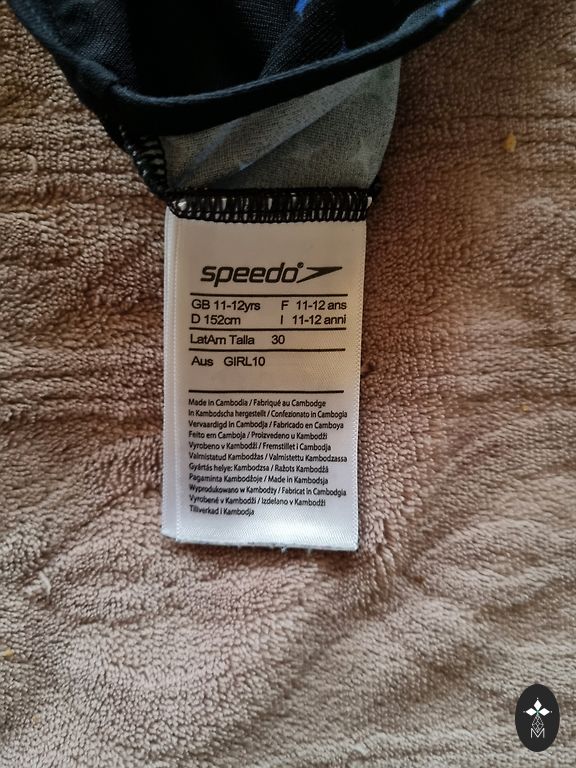 speedo
GB 11-12yrs F 11-12 ans
D 152cm I 11-12 anni
LatAm Talla 30
Aus GIRL10
Made in Cambodia / Fabriqué au Cambodge
In Kambodscha hergestellt / Confezionato in Cambogia
Vervaardigd in Cambodja / Fabricado en Camboya
Feito em Camboja / Proizvedeno u Kambodži
Vyrobeno v Kambodži / Fremstillet i Cambodja
Valmistatud Kambodžas / Valmistettu Kambodzassa
Gyártás helye: Kambodzsa / Ražots Kambodžā
Pagaminta Kambodžoje / Made in Kambodsja
Wyprodukowano w Kambodży / Fabricat in Cambodgia
Vyrobené v Kambodži / Izdelano v Kambodži
Tillverkad i Kambodja
M